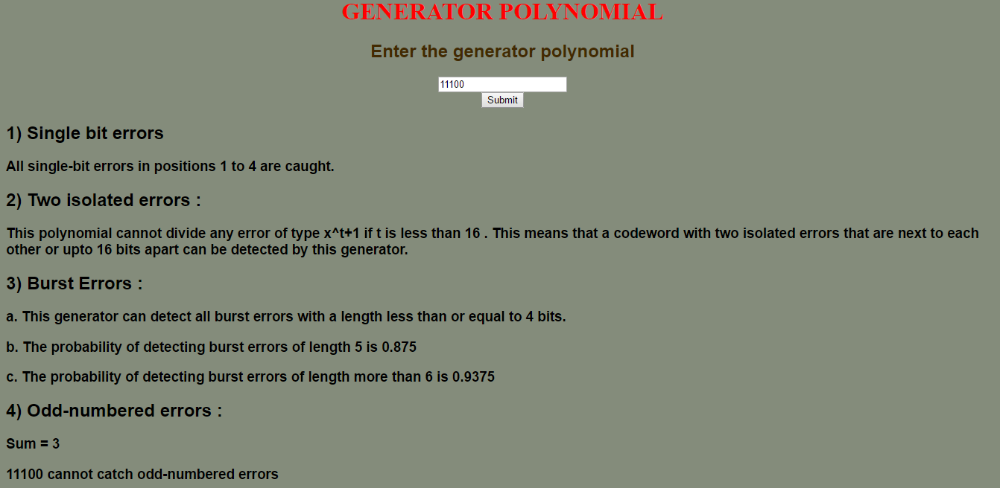 GENERATOR POLYNOMIAL
Enter the generator polynomial
11100
Submit
1) Single bit errors
All single-bit errors in positions 1 to 4 are caught.
2) Two isolated errors :
This polynomial cannot divide any error of type x^t+1 if t is less than 16 . This means that a codeword with two isolated errors that are next to each
other or upto 16 bits apart can be detected by this generator.
3) Burst Errors :
a. This generator can detect all burst errors with a length less than or equal to 4 bits.
b. The probability of detecting burst errors of length 5 is 0.875
c. The probability of detecting burst errors of length more than 6 is 0.9375
4) Odd-numbered errors :
Sum = 3
11100 cannot catch odd-numbered errors